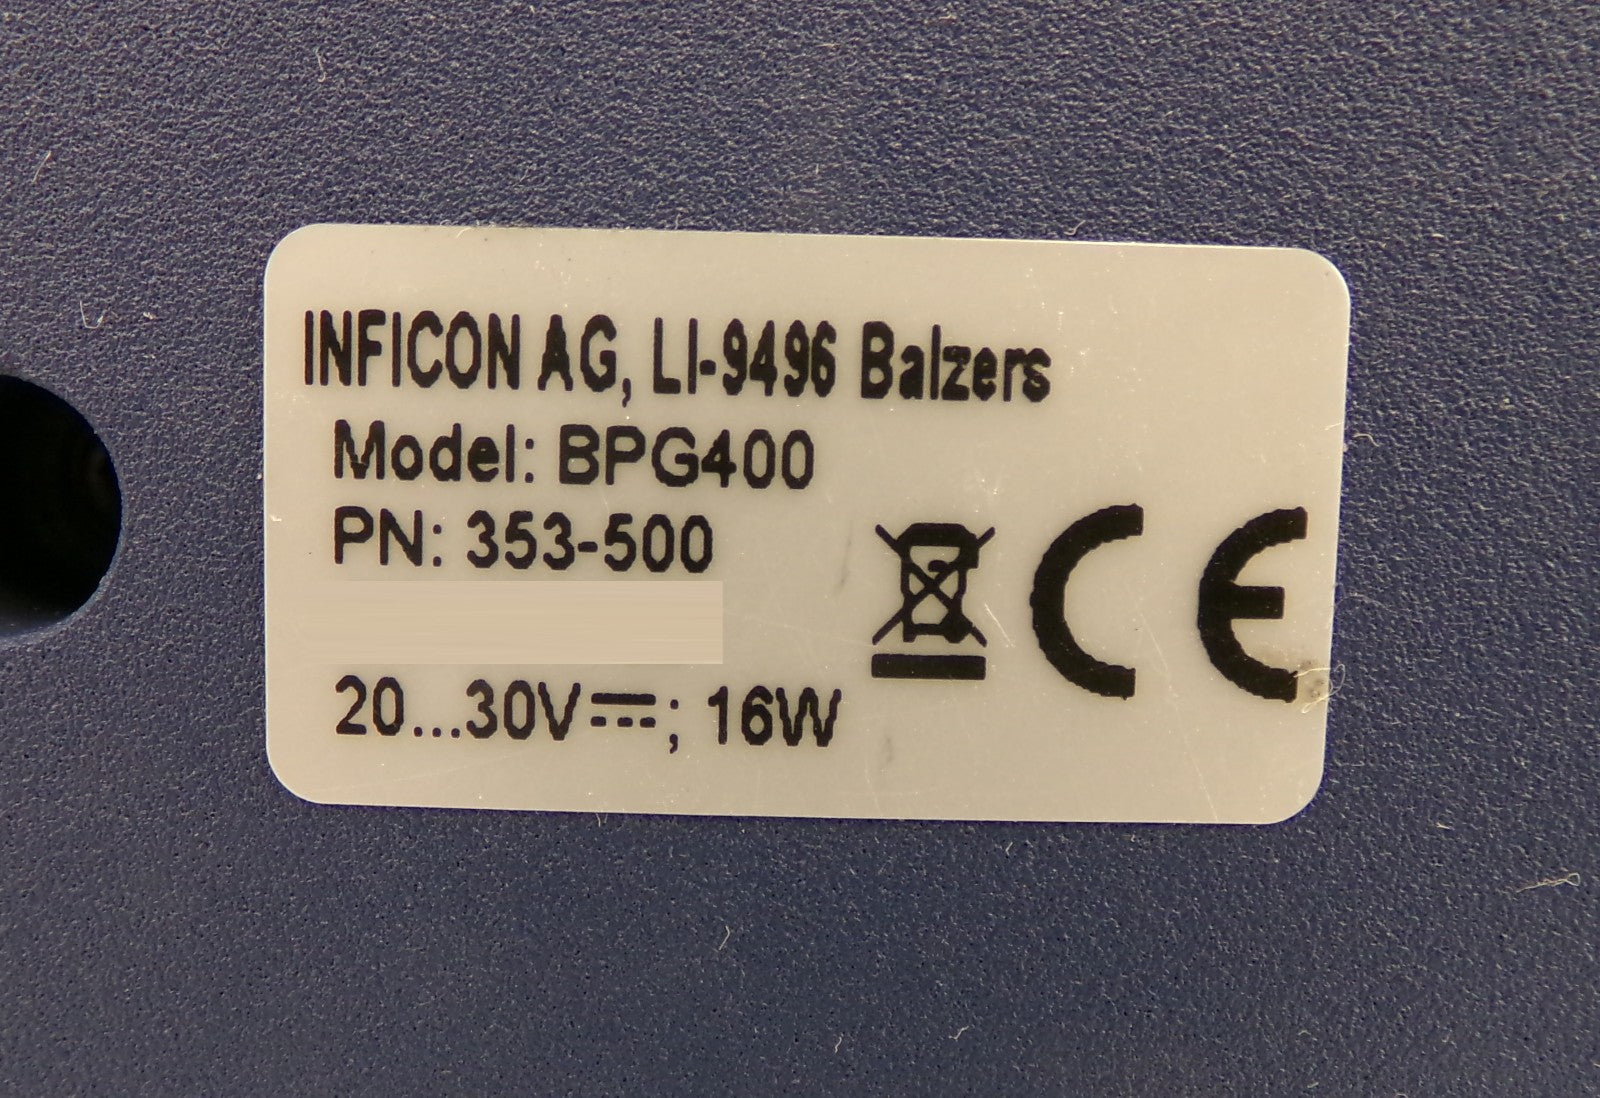 INFICON AG, LI-9496 Balzers
Model: BPG400
PN: 353-500
20...30V⎓; 16W
CE